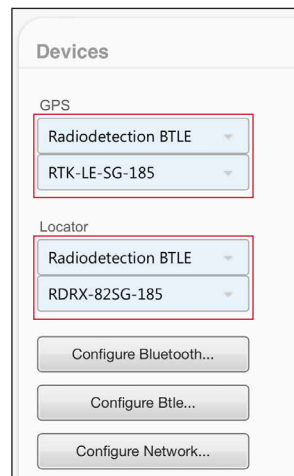 Devices
GPS
Radiodetection BTLE
RTK-LE-SG-185
Locator
Radiodetection BTLE
RDRX-82SG-185
Configure Bluetooth...
Configure Btle...
Configure Network...